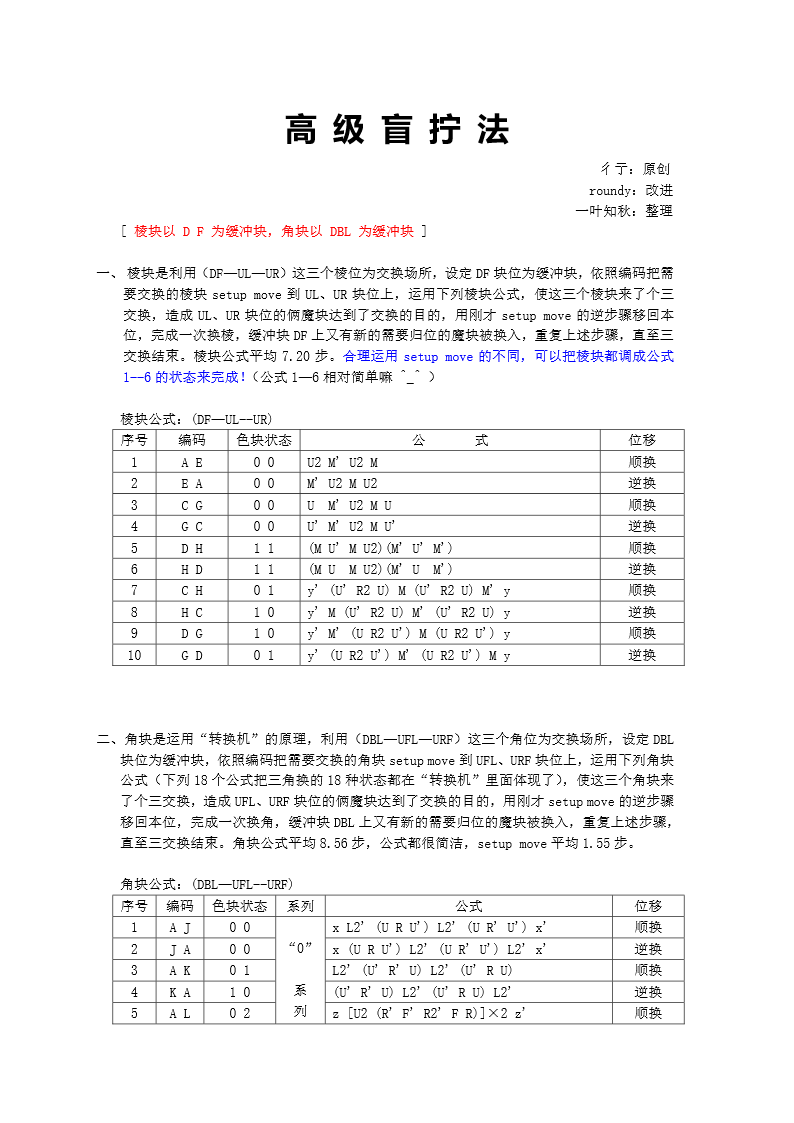 高 级 盲 拧 法
彳亍：原创
roundy：改进
一叶知秋：整理
[ 棱块以 D F 为缓冲块，角块以 DBL 为缓冲块 ]
一、 棱块是利用（DF—UL—UR）这三个棱位为交换场所，设定 DF 块位为缓冲块，依照编码把需
要交换的棱块 setup move 到 UL、UR 块位上，运用下列棱块公式，使这三个棱块来了个三
交换，造成 UL、UR 块位的俩魔块达到了交换的目的，用刚才 setup move 的逆步骤移回本
位，完成一次换棱，缓冲块 DF 上又有新的需要归位的魔块被换入，重复上述步骤，直至三
交换结束。棱块公式平均 7.20 步。合理运用 setup move 的不同，可以把棱块都调成公式
1--6 的状态来完成！（公式 1—6 相对简单嘛 ^_^ ）
棱块公式：(DF—UL--UR)
序号 编码 色块状态 公 式 位移
1 A E 0 0 U2 M' U2 M 顺换
2 E A 0 0 M' U2 M U2 逆换
3 C G 0 0 U M' U2 M U 顺换
4 G C 0 0 U' M' U2 M U' 逆换
5 D H 1 1 (M U' M U2)(M' U' M') 顺换
6 H D 1 1 (M U M U2)(M' U M') 逆换
7 C H 0 1 y' (U' R2 U) M (U' R2 U) M' y 顺换
8 H C 1 0 y' M (U' R2 U) M' (U' R2 U) y 逆换
9 D G 1 0 y' M' (U R2 U') M (U R2 U') y 顺换
10 G D 0 1 y' (U R2 U') M' (U R2 U') M y 逆换
二、角块是运用“转换机”的原理，利用（DBL—UFL—URF）这三个角位为交换场所，设定 DBL
块位为缓冲块，依照编码把需要交换的角块 setup move 到 UFL、URF 块位上，运用下列角块
公式（下列 18 个公式把三角换的 18 种状态都在“转换机”里面体现了），使这三个角块来
了个三交换，造成 UFL、URF 块位的俩魔块达到了交换的目的，用刚才 setup move 的逆步骤
移回本位，完成一次换角，缓冲块 DBL 上又有新的需要归位的魔块被换入，重复上述步骤，
直至三交换结束。角块公式平均 8.56 步，公式都很简洁，setup move 平均 1.55 步。
角块公式：(DBL—UFL--URF)
序号 编码 色块状态 系列 公式 位移
1 A J 0 0 x L2' (U R U') L2' (U R' U') x' 顺换
2 J A 0 0 “0” x (U R U') L2' (U R' U') L2' x' 逆换
3 A K 0 1 L2' (U' R' U) L2' (U' R U) 顺换
4 K A 1 0 系 (U' R' U) L2' (U' R U) L2' 逆换
5 A L 0 2 列 z [U2 (R' F' R2' F R)]×2 z' 顺换